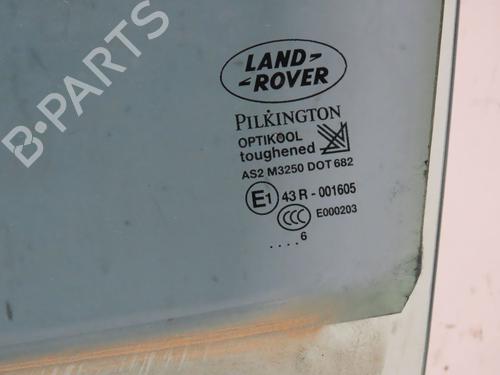 B-PARTS
LAND
ROVER
PILKINGTON
OPTIKOOL
toughened
AS2 M3250 DOT 682
E1 43 R - 001605
CCC E000203
....6